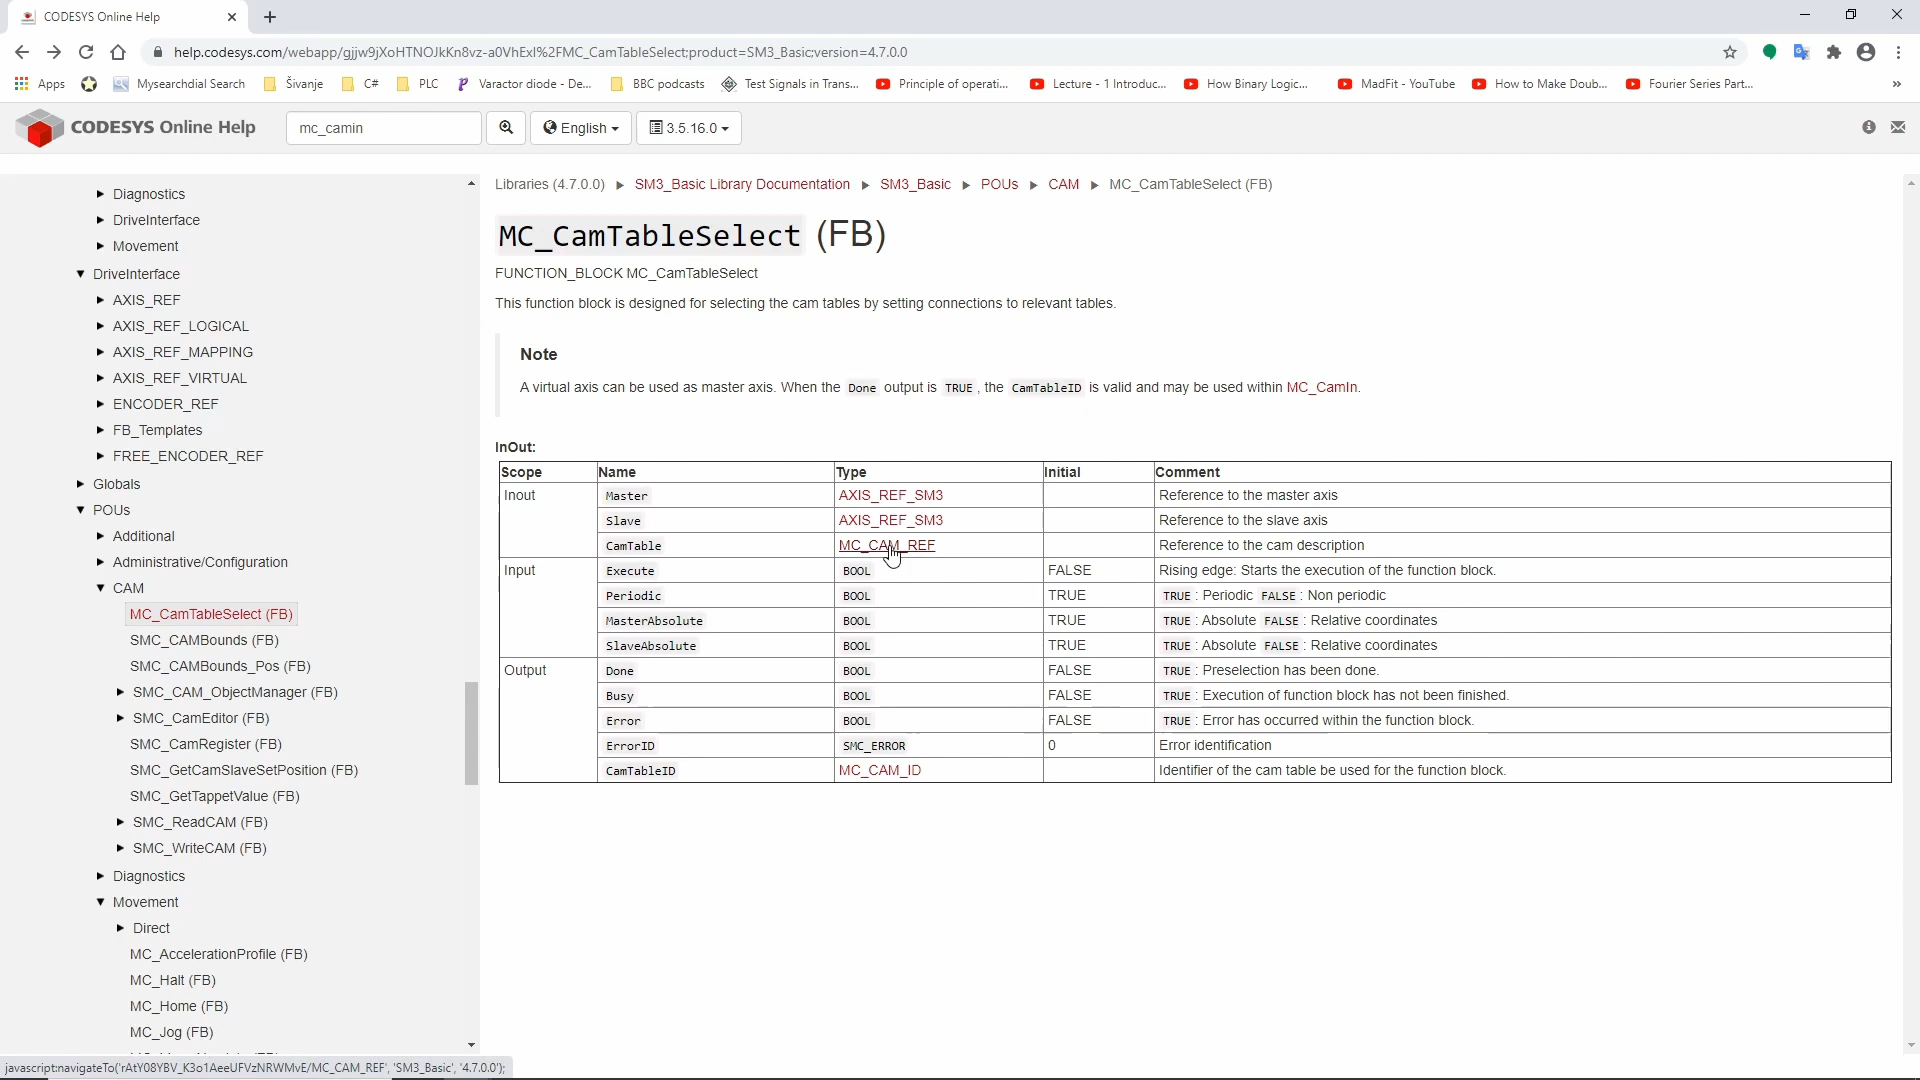 CODESYS Online Help
help.codesys.com/webapp/gjjw9jXoHTNOJkKn8vz-a0VhExI%2FMC_CamTableSelect;product=SM3_Basic;version=4.7.0.0
Apps Mysearchdial Search Šivanje C# PLC Varactor diode - De... BBC podcasts Test Signals in Trans... Principle of operati... Lecture - 1 Introduc... How Binary Logic... MadFit - YouTube How to Make Doub... Fourier Series Part... »
CODESYS Online Help mc_camin English 3.5.16.0
Diagnostics
DriveInterface
Movement
DriveInterface
AXIS_REF
AXIS_REF_LOGICAL
AXIS_REF_MAPPING
AXIS_REF_VIRTUAL
ENCODER_REF
FB_Templates
FREE_ENCODER_REF
Globals
POUs
Additional
Administrative/Configuration
CAM
MC_CamTableSelect (FB)
SMC_CAMBounds (FB)
SMC_CAMBounds_Pos (FB)
SMC_CAM_ObjectManager (FB)
SMC_CamEditor (FB)
SMC_CamRegister (FB)
SMC_GetCamSlaveSetPosition (FB)
SMC_GetTappetValue (FB)
SMC_ReadCAM (FB)
SMC_WriteCAM (FB)
Diagnostics
Movement
Direct
MC_AccelerationProfile (FB)
MC_Halt (FB)
MC_Home (FB)
MC_Jog (FB)
Libraries (4.7.0.0) ▸ SM3_Basic Library Documentation ▸ SM3_Basic ▸ POUs ▸ CAM ▸ MC_CamTableSelect (FB)
MC_CamTableSelect (FB)
FUNCTION_BLOCK MC_CamTableSelect
This function block is designed for selecting the cam tables by setting connections to relevant tables.
Note
A virtual axis can be used as master axis. When the Done output is TRUE , the CamTableID is valid and may be used within MC_CamIn.
InOut:
Scope Name Type Initial Comment
Inout Master AXIS_REF_SM3 Reference to the master axis
Slave AXIS_REF_SM3 Reference to the slave axis
CamTable MC_CAM_REF Reference to the cam description
Input Execute BOOL FALSE Rising edge: Starts the execution of the function block.
Periodic BOOL TRUE TRUE : Periodic FALSE : Non periodic
MasterAbsolute BOOL TRUE TRUE : Absolute FALSE : Relative coordinates
SlaveAbsolute BOOL TRUE TRUE : Absolute FALSE : Relative coordinates
Output Done BOOL FALSE TRUE : Preselection has been done.
Busy BOOL FALSE TRUE : Execution of function block has not been finished.
Error BOOL FALSE TRUE : Error has occurred within the function block.
ErrorID SMC_ERROR 0 Error identification
CamTableID MC_CAM_ID Identifier of the cam table be used for the function block.
javascript:navigateTo('rAtY08YBV_K3o1AeeUFVzNRWMvE/MC_CAM_REF', 'SM3_Basic', '4.7.0.0');